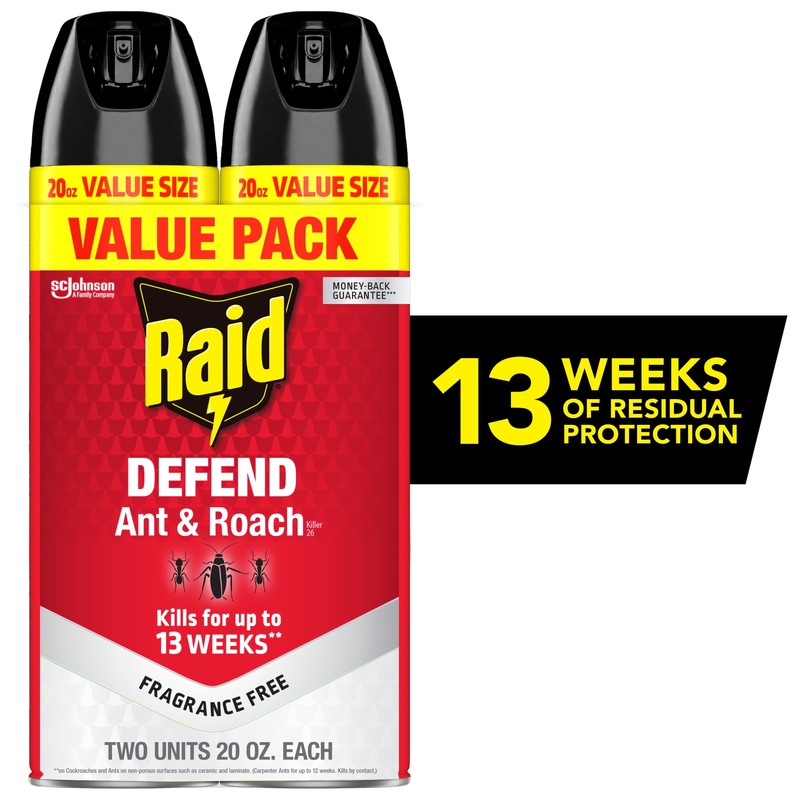 20oz VALUE SIZE 20oz VALUE SIZE
VALUE PACK
scJohnson
A Family Company
MONEY-BACK
GUARANTEE***
Raid
13 WEEKS
OF RESIDUAL
PROTECTION
DEFEND
Ant & Roach Killer
26
Kills for up to
13 WEEKS**
FRAGRANCE FREE
TWO UNITS 20 OZ. EACH
**on Cockroaches and Ants on non-porous surfaces such as ceramic and laminate. (Carpenter Ants for up to 12 weeks. Kills by contact.)